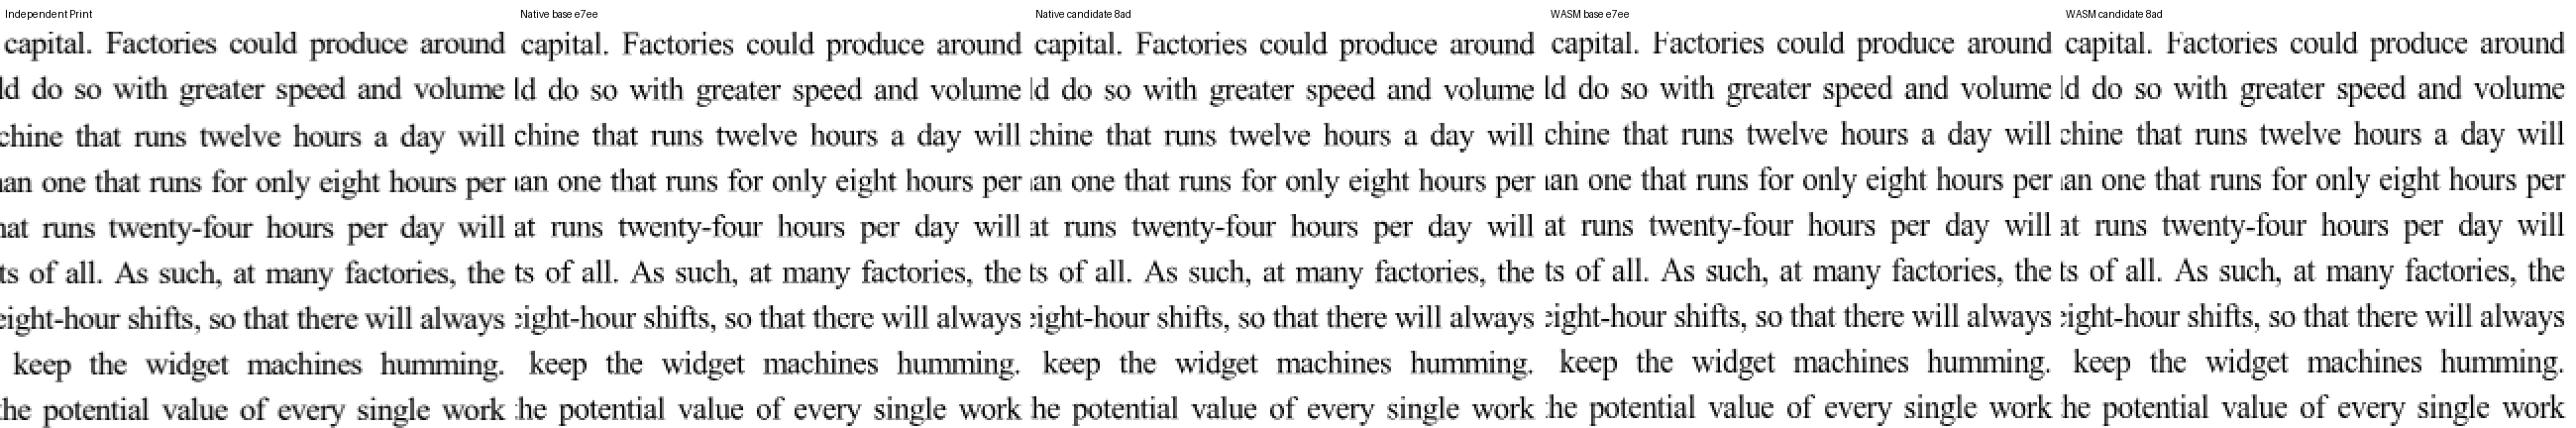 Independent Print
capital. Factories could produce around
ld do so with greater speed and volume
chine that runs twelve hours a day will
an one that runs for only eight hours per
at runs twenty-four hours per day will
ts of all. As such, at many factories, the
eight-hour shifts, so that there will always
keep the widget machines humming.
he potential value of every single work
Native base e7ee
capital. Factories could produce around
ld do so with greater speed and volume
chine that runs twelve hours a day will
an one that runs for only eight hours per
at runs twenty-four hours per day will
ts of all. As such, at many factories, the
eight-hour shifts, so that there will always
keep the widget machines humming.
he potential value of every single work
Native candidate 8ad
capital. Factories could produce around
ld do so with greater speed and volume
chine that runs twelve hours a day will
an one that runs for only eight hours per
at runs twenty-four hours per day will
ts of all. As such, at many factories, the
eight-hour shifts, so that there will always
keep the widget machines humming.
he potential value of every single work
WASM base e7ee
capital. Factories could produce around
ld do so with greater speed and volume
chine that runs twelve hours a day will
an one that runs for only eight hours per
at runs twenty-four hours per day will
ts of all. As such, at many factories, the
eight-hour shifts, so that there will always
keep the widget machines humming.
he potential value of every single work
WASM candidate 8ad
capital. Factories could produce around
ld do so with greater speed and volume
chine that runs twelve hours a day will
an one that runs for only eight hours per
at runs twenty-four hours per day will
ts of all. As such, at many factories, the
eight-hour shifts, so that there will always
keep the widget machines humming.
he potential value of every single work